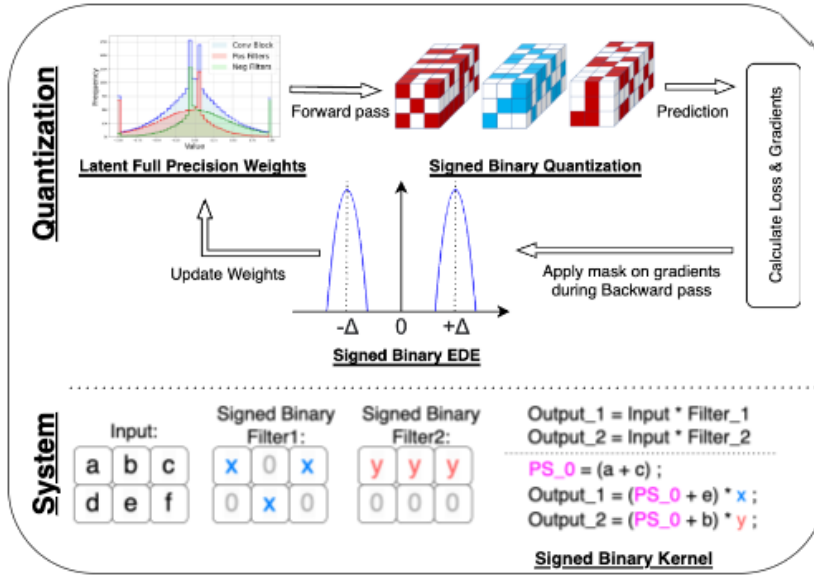 Quantization
Frequency
Conv Block
Pos Filters
Neg Filters
Value
Latent Full Precision Weights
Forward pass
Signed Binary Quantization
Prediction
Calculate Loss & Gradients
Update Weights
Apply mask on gradients
during Backward pass
-Δ 0 +Δ
Signed Binary EDE
System
Input:
a b c
d e f
Signed Binary
Filter1:
x 0 x
0 x 0
Signed Binary
Filter2:
y y y
0 0 0
Output_1 = Input * Filter_1
Output_2 = Input * Filter_2
PS_0 = (a + c) ;
Output_1 = (PS_0 + e) * x ;
Output_2 = (PS_0 + b) * y ;
Signed Binary Kernel